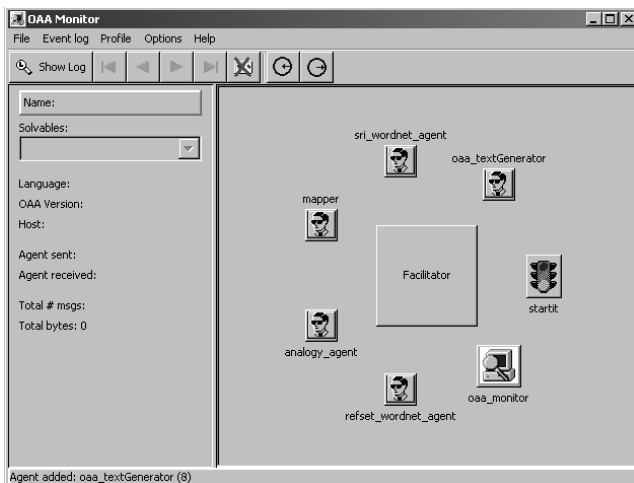 OAA Monitor
File Event log Profile Options Help
Show Log
Name:
Solvables:
Language:
OAA Version:
Host:
Agent sent:
Agent received:
Total # msgs:
Total bytes: 0
sri_wordnet_agent
oaa_textGenerator
mapper
Facilitator
startit
analogy_agent
oaa_monitor
refset_wordnet_agent
Agent added: oaa_textGenerator (8)